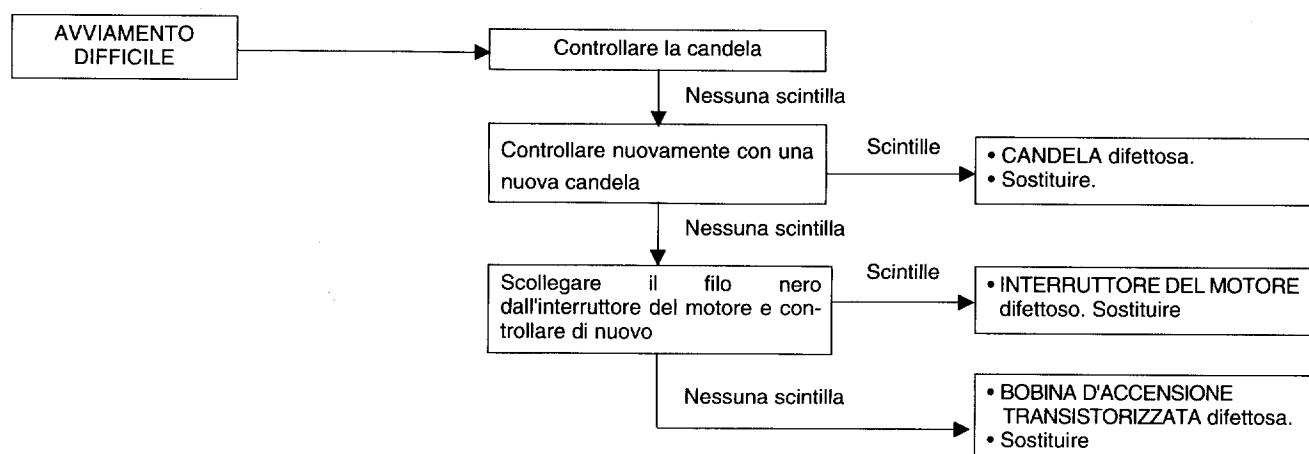 AVVIAMENTO
DIFFICILE
Controllare la candela
Nessuna scintilla
Controllare nuovamente con una
nuova candela
Scintille
• CANDELA difettosa.
• Sostituire.
Nessuna scintilla
Scollegare il filo nero
dall'interruttore del motore e con-
trollare di nuovo
Scintille
• INTERRUTTORE DEL MOTORE
difettoso. Sostituire
Nessuna scintilla
• BOBINA D'ACCENSIONE
TRANSISTORIZZATA difettosa.
• Sostituire